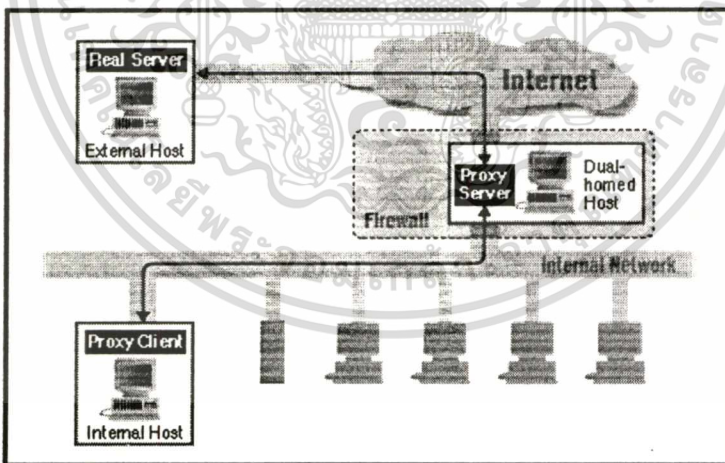 Real Server
External Host
Internet
Proxy
Server
Dual-
homed
Host
Firewall
Internal Network
Proxy Client
Internal Host